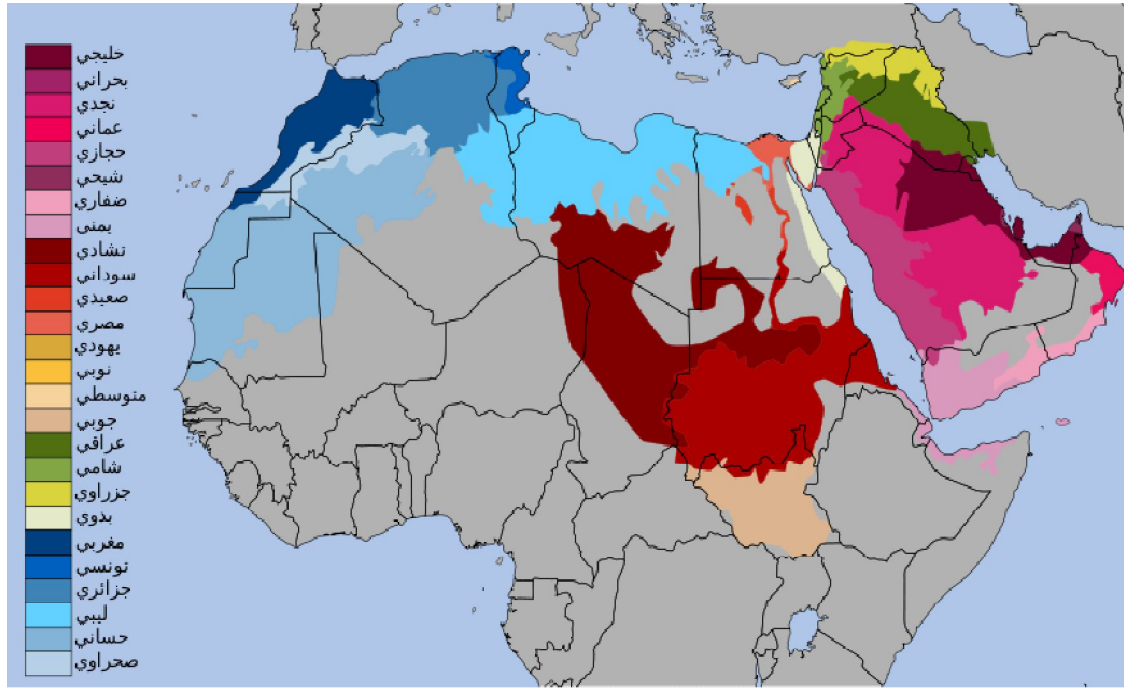 خليجي
بحراني
نجدي
عماني
حجازي
شيحي
ضفاري
يمني
تشادي
سوداني
صعيدي
مصري
يهودي
نوبي
متوسطي
جوبي
عراقي
شامي
جزراوي
بدوي
مغربي
تونسي
جزائري
ليبي
حساني
صحراوي